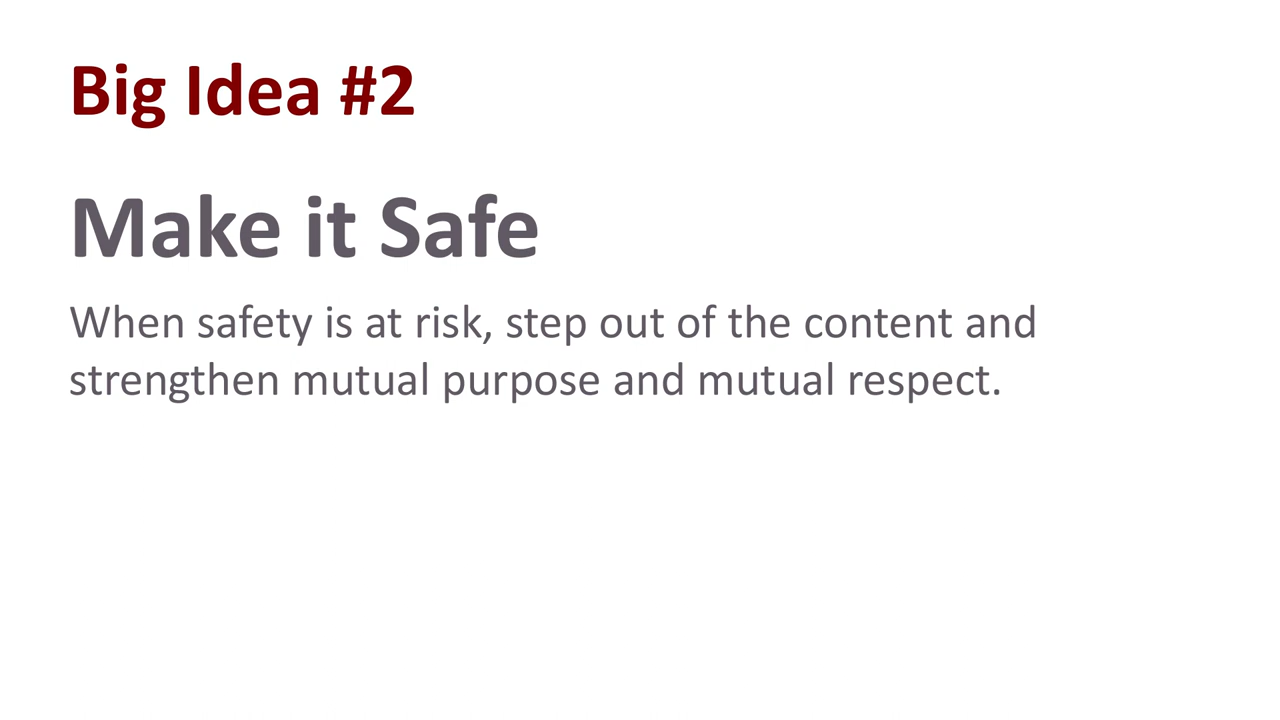 Big Idea #2
Make it Safe
When safety is at risk, step out of the content and
strengthen mutual purpose and mutual respect.